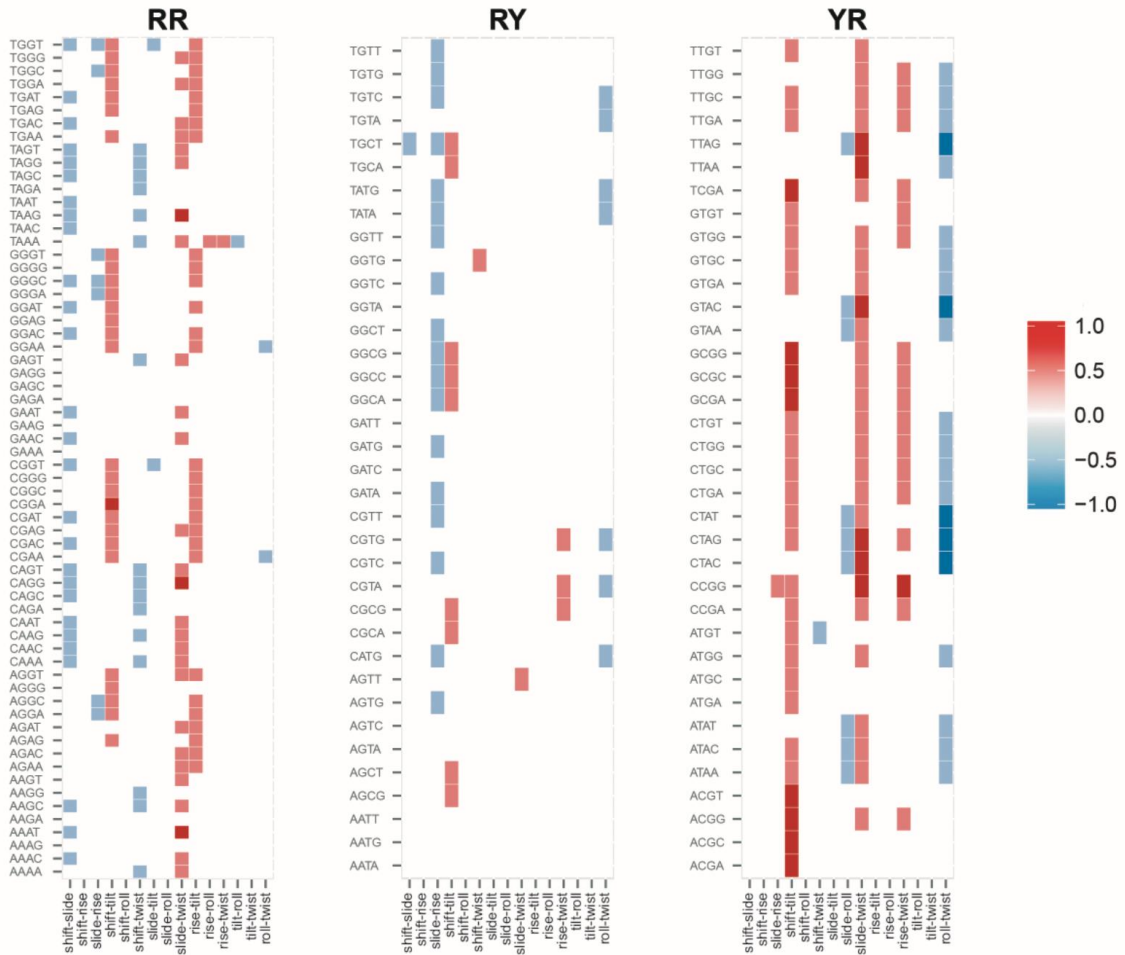 RR
TGGT
TGGG
TGGC
TGGA
TGAT
TGAG
TGAC
TGAA
TAGT
TAGG
TAGC
TAGA
TAAT
TAAG
TAAC
TAAA
GGGT
GGGG
GGGC
GGGA
GGAT
GGAG
GGAC
GGAA
GAGT
GAGG
GAGC
GAGA
GAAT
GAAG
GAAC
GAAA
CGGT
CGGG
CGGC
CGGA
CGAT
CGAG
CGAC
CGAA
CAGT
CAGG
CAGC
CAGA
CAAT
CAAG
CAAC
CAAA
AGGT
AGGG
AGGC
AGGA
AGAT
AGAG
AGAC
AGAA
AAGT
AAGG
AAGC
AAGA
AAAT
AAAG
AAAC
AAAA
shift-slide
shift-rise
slide-rise
shift-tilt
shift-roll
shift-twist
slide-tilt
slide-roll
slide-twist
rise-tilt
rise-roll
rise-twist
tilt-roll
tilt-twist
roll-twist
RY
TGTT
TGTG
TGTC
TGTA
TGCT
TGCA
TATG
TATA
GGTT
GGTG
GGTC
GGTA
GGCT
GGCG
GGCC
GGCA
GATT
GATG
GATC
GATA
CGTT
CGTG
CGTC
CGTA
CGCG
CGCA
CATG
AGTT
AGTG
AGTC
AGTA
AGCT
AGCG
AATT
AATG
AATA
shift-slide
shift-rise
slide-rise
shift-tilt
shift-roll
shift-twist
slide-tilt
slide-roll
slide-twist
rise-tilt
rise-roll
rise-twist
tilt-roll
tilt-twist
roll-twist
YR
TTGT
TTGG
TTGC
TTGA
TTAG
TTAA
TCGA
GTGT
GTGG
GTGC
GTGA
GTAC
GTAA
GCGG
GCGC
GCGA
CTGT
CTGG
CTGC
CTGA
CTAT
CTAG
CTAC
CCGG
CCGA
ATGT
ATGG
ATGC
ATGA
ATAT
ATAC
ATAA
ACGT
ACGG
ACGC
ACGA
shift-slide
shift-rise
slide-rise
shift-tilt
shift-roll
shift-twist
slide-tilt
slide-roll
slide-twist
rise-tilt
rise-roll
rise-twist
tilt-roll
tilt-twist
roll-twist
1.0
0.5
0.0
−0.5
−1.0